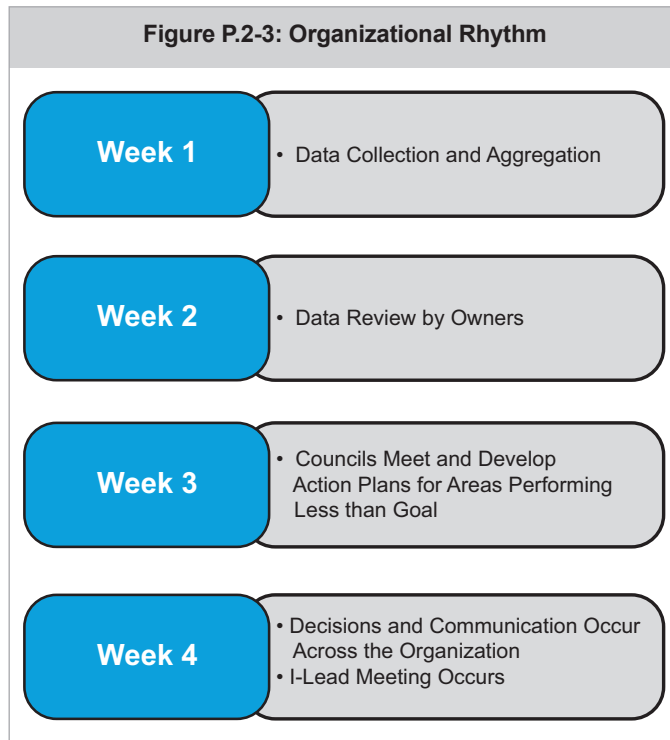 Figure P.2-3: Organizational Rhythm
Week 1
• Data Collection and Aggregation
Week 2
• Data Review by Owners
Week 3
• Councils Meet and Develop
Action Plans for Areas Performing
Less than Goal
Week 4
• Decisions and Communication Occur
Across the Organization
• I-Lead Meeting Occurs